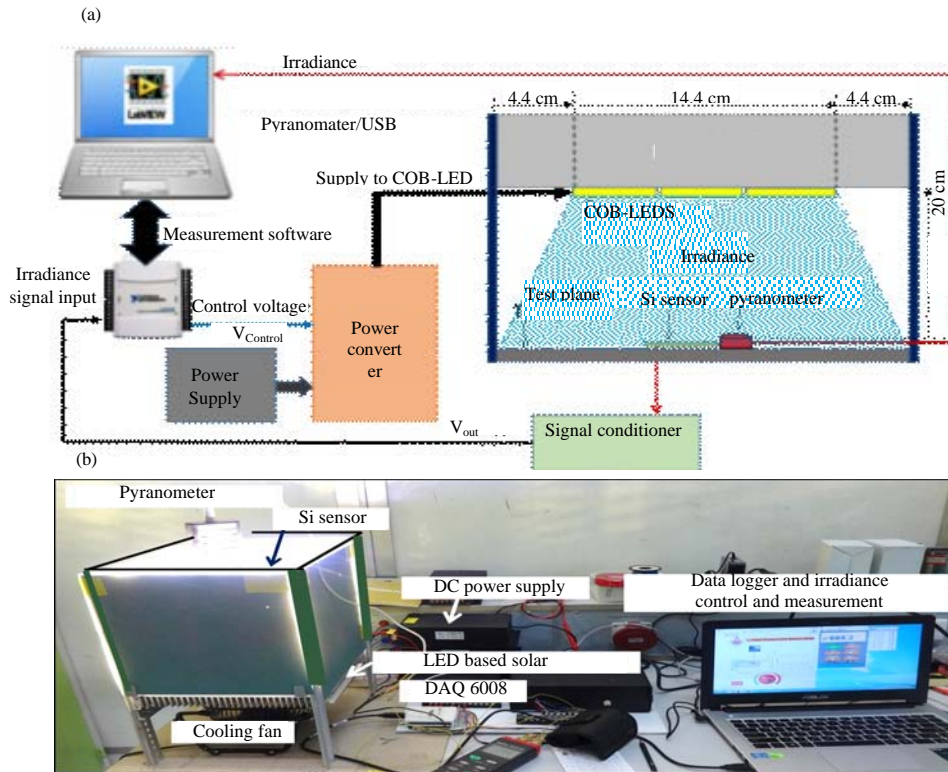 (a)
Irradiance
LabVIEW
4.4 cm
14.4 cm
4.4 cm
Pyranomater/USB
Supply to COB-LED
20 cm
COB-LEDS
Measurement software
Irradiance
Irradiance
signal input
Control voltage
Test plane
Si sensor
pyranometer
VControl
Power
convert
er
Power
Supply
Vout
Signal conditioner
(b)
Pyranometer
Si sensor
DC power supply
Data logger and irradiance
control and measurement
LED based solar
DAQ 6008
Cooling fan
ASUS